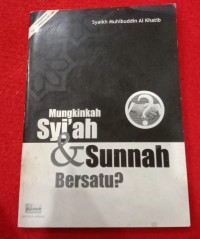 Syaikh Muhibuddin Al Khatib
Mungkinkah
Syi'ah
?
& Sunnah
Bersatu?